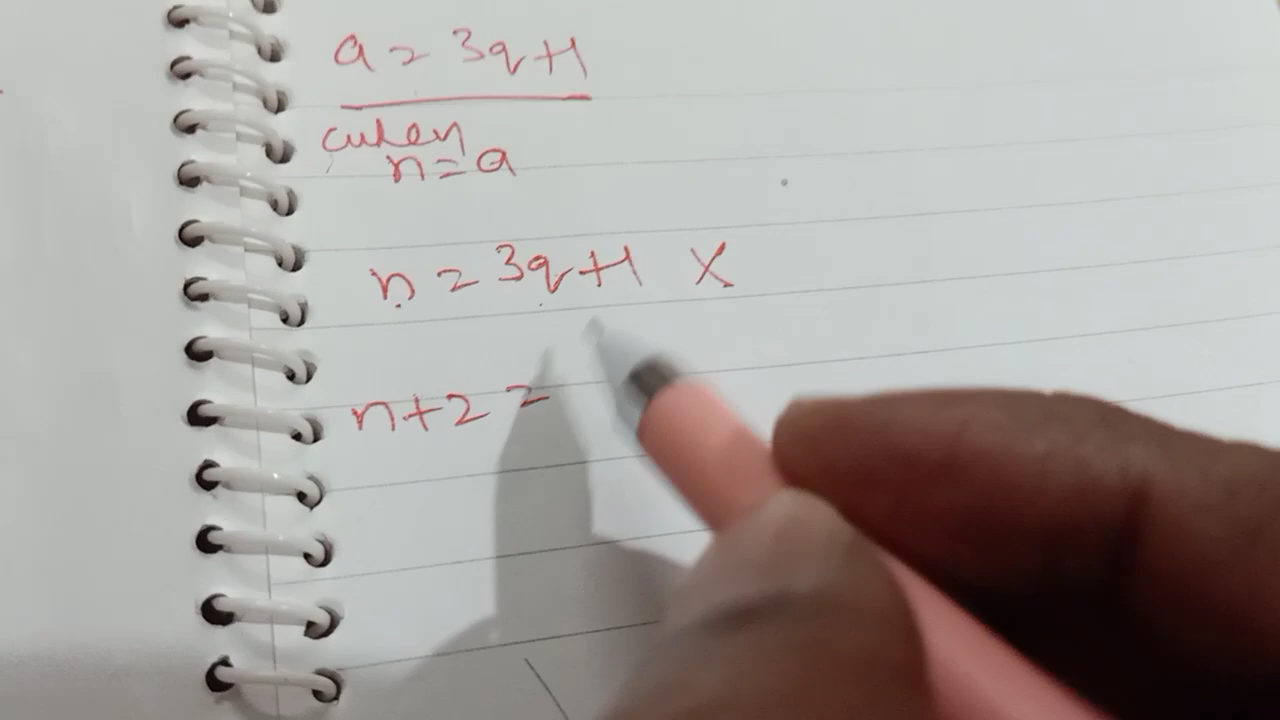 a = 3q+1
when
n = a
n = 3q+1 X
n+2 =